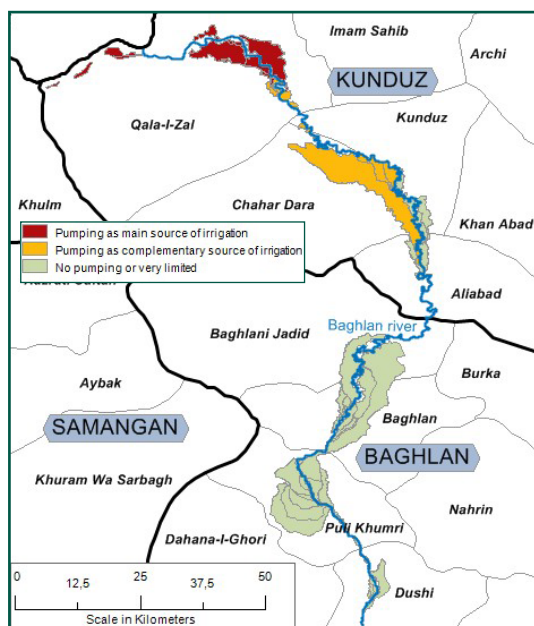 Imam Sahib
Archi
KUNDUZ
Qala-I-Zal
Kunduz
Khulm
Chahar Dara
Khan Abad
Pumping as main source of irrigation
Pumping as complementary source of irrigation
No pumping or very limited
Aliabad
Baghlani Jadid
Baghlan river
Aybak
Burka
SAMANGAN
Baghlan
BAGHLAN
Khuram Wa Sarbagh
Nahrin
Dahana-I-Ghori
Puli Khumri
Dushi
0 12,5 25 37,5 50
Scale in Kilometers